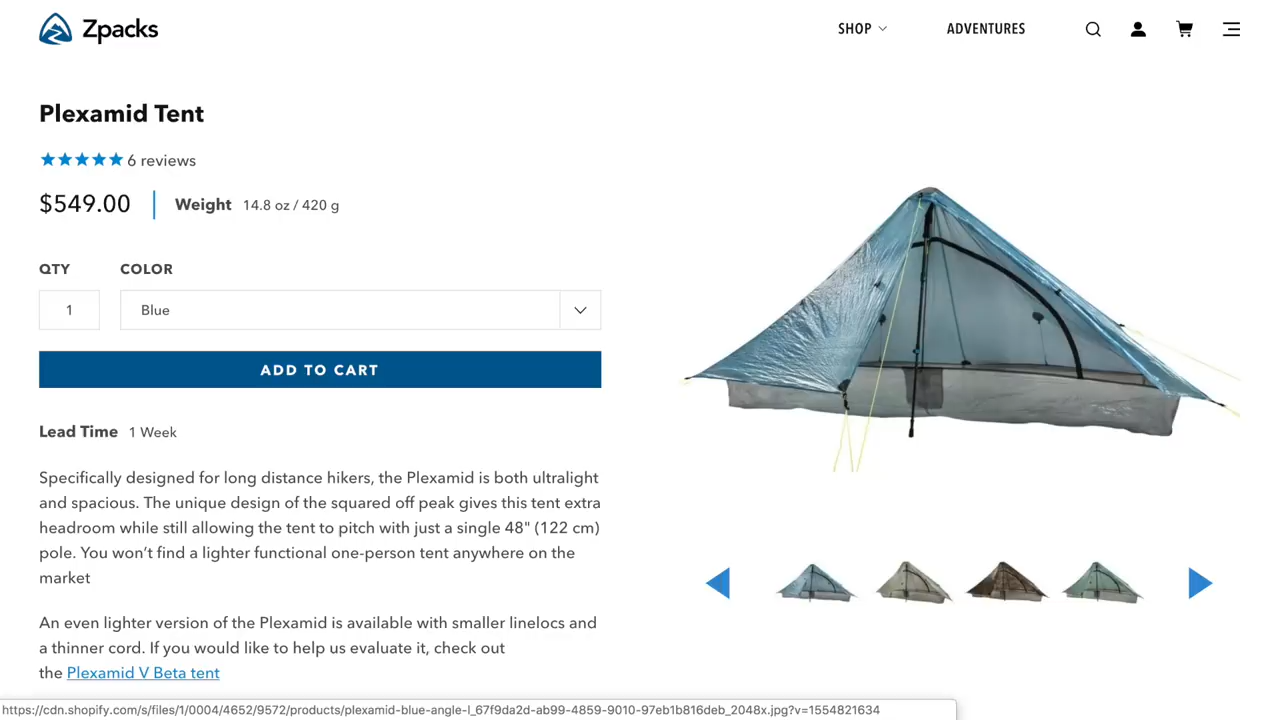 Zpacks
SHOP
ADVENTURES
Plexamid Tent
6 reviews
$549.00
Weight 14.8 oz / 420 g
QTY
COLOR
1
Blue
ADD TO CART
Lead Time 1 Week
Specifically designed for long distance hikers, the Plexamid is both ultralight
and spacious. The unique design of the squared off peak gives this tent extra
headroom while still allowing the tent to pitch with just a single 48" (122 cm)
pole. You won’t find a lighter functional one-person tent anywhere on the
market
An even lighter version of the Plexamid is available with smaller linelocs and
a thinner cord. If you would like to help us evaluate it, check out
the Plexamid V Beta tent
https://cdn.shopify.com/s/files/1/0004/4652/9572/products/plexamid-blue-angle-l_67f9da2d-ab99-4859-9010-97eb1b816deb_2048x.jpg?v=1554821634